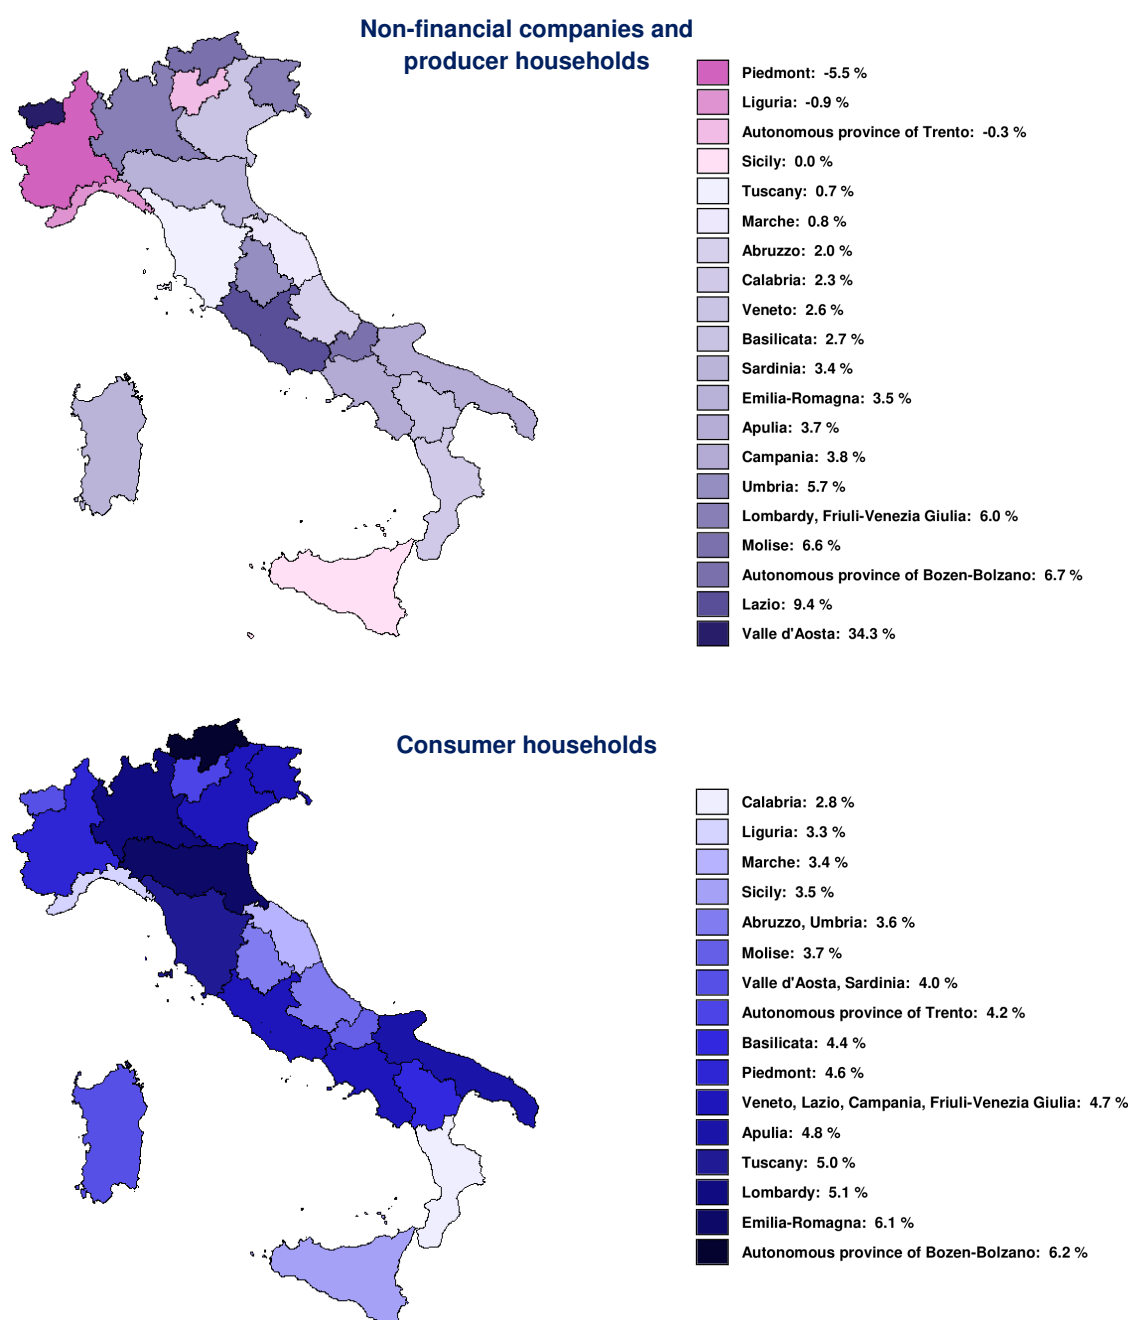 Non-financial companies and
producer households
Piedmont: -5.5 %
Liguria: -0.9 %
Autonomous province of Trento: -0.3 %
Sicily: 0.0 %
Tuscany: 0.7 %
Marche: 0.8 %
Abruzzo: 2.0 %
Calabria: 2.3 %
Veneto: 2.6 %
Basilicata: 2.7 %
Sardinia: 3.4 %
Emilia-Romagna: 3.5 %
Apulia: 3.7 %
Campania: 3.8 %
Umbria: 5.7 %
Lombardy, Friuli-Venezia Giulia: 6.0 %
Molise: 6.6 %
Autonomous province of Bozen-Bolzano: 6.7 %
Lazio: 9.4 %
Valle d'Aosta: 34.3 %
Consumer households
Calabria: 2.8 %
Liguria: 3.3 %
Marche: 3.4 %
Sicily: 3.5 %
Abruzzo, Umbria: 3.6 %
Molise: 3.7 %
Valle d'Aosta, Sardinia: 4.0 %
Autonomous province of Trento: 4.2 %
Basilicata: 4.4 %
Piedmont: 4.6 %
Veneto, Lazio, Campania, Friuli-Venezia Giulia: 4.7 %
Apulia: 4.8 %
Tuscany: 5.0 %
Lombardy: 5.1 %
Emilia-Romagna: 6.1 %
Autonomous province of Bozen-Bolzano: 6.2 %